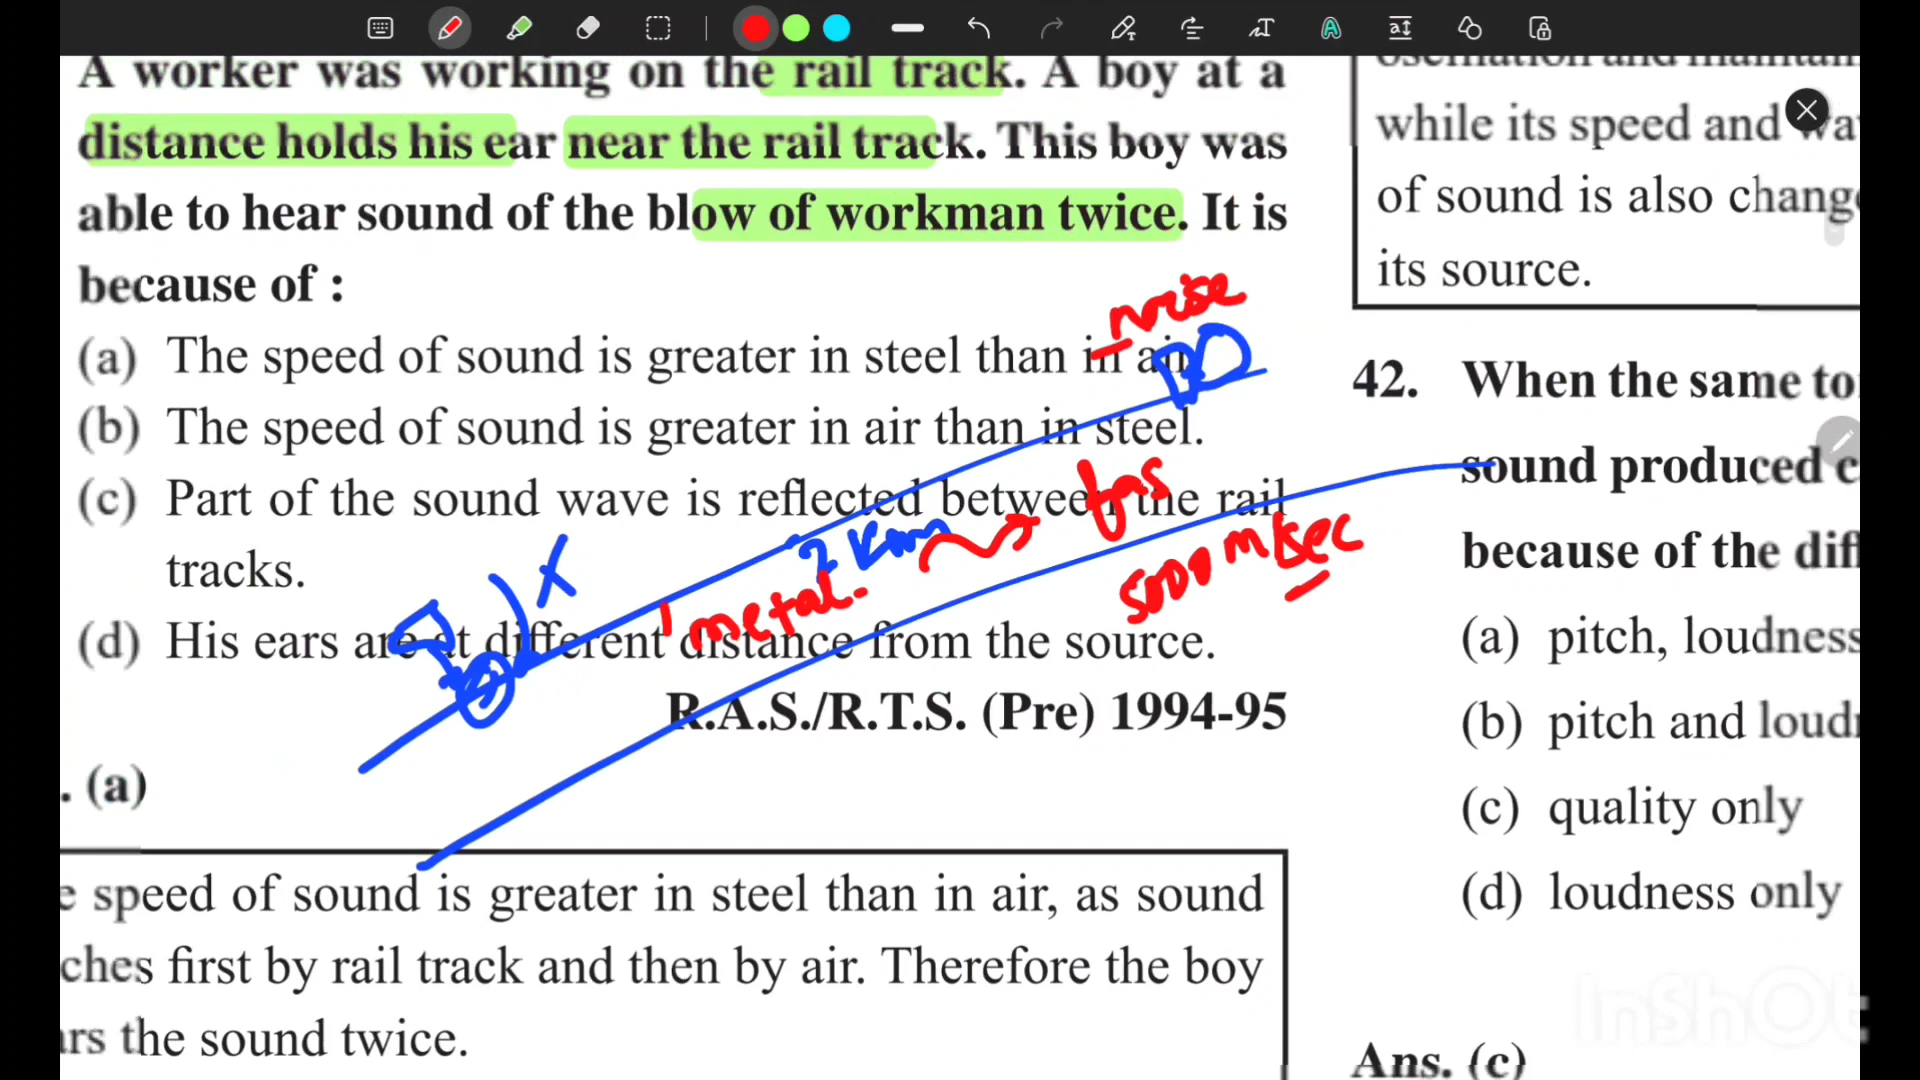 A worker was working on the rail track. A boy at a
distance holds his ear near the rail track. This boy was
able to hear sound of the blow of workman twice. It is
because of :
(a) The speed of sound is greater in steel than in air.
(b) The speed of sound is greater in air than in steel.
(c) Part of the sound wave is reflected between the rail
tracks.
(d) His ears are at different distance from the source.
R.A.S./R.T.S. (Pre) 1994-95
. (a)
e speed of sound is greater in steel than in air, as sound
ches first by rail track and then by air. Therefore the boy
ars the sound twice.
noise
2 km
metal.
fas
5000 m/sec
while its speed and wa
of sound is also change
its source.
42. When the same to
sound produced c
because of the diff
(a) pitch, loudness
(b) pitch and loud
(c) quality only
(d) loudness only
Ans. (c)
InShOt